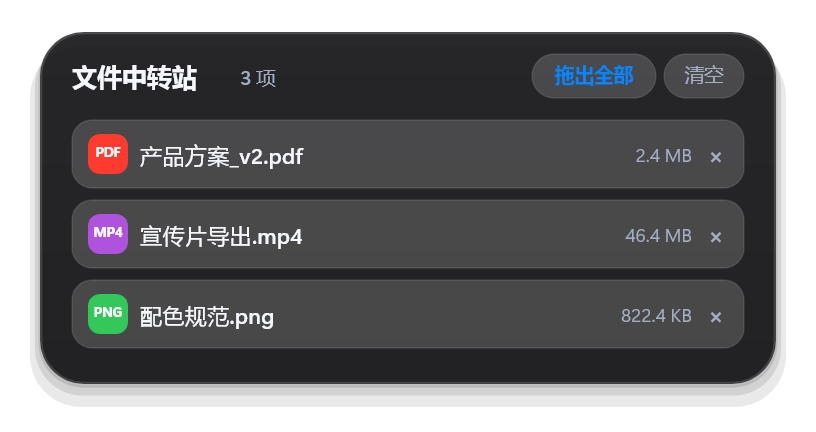 文件中转站 3 项 拖出全部 清空
PDF 产品方案_v2.pdf 2.4 MB ×
MP4 宣传片导出.mp4 46.4 MB ×
PNG 配色规范.png 822.4 KB ×